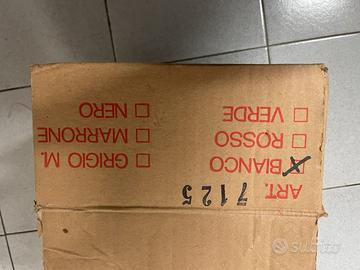 ART. 7125
☒ BIANCO
☐ ROSSO
☐ VERDE
☐ GRIGIO M.
☐ MARRONE
☐ NERO
subito